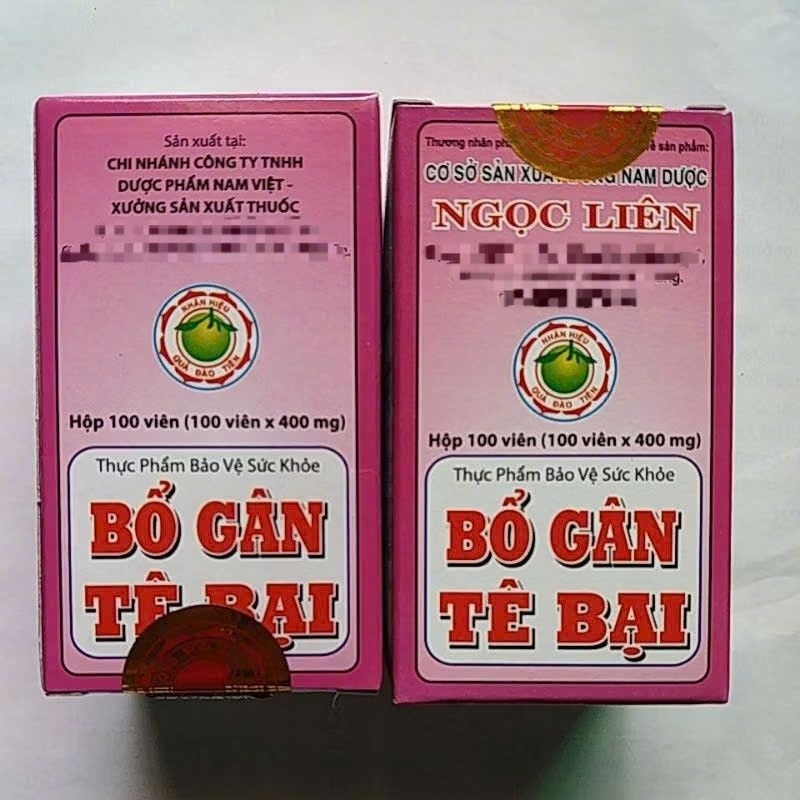 Sản xuất tại:
CHI NHÁNH CÔNG TY TNHH
DƯỢC PHẨM NAM VIỆT -
XƯỞNG SẢN XUẤT THUỐC
NHÃN HIỆU
QUẢ ĐÀO TIÊN
Hộp 100 viên (100 viên x 400 mg)
Thực Phẩm Bảo Vệ Sức Khỏe
BỔ GÂN
TÊ BẠI
Thương nhân sản phẩm:
CƠ SỞ SẢN XUẤT NAM DƯỢC
NGỌC LIÊN
NHÃN HIỆU
QUẢ ĐÀO TIÊN
Hộp 100 viên (100 viên x 400 mg)
Thực Phẩm Bảo Vệ Sức Khỏe
BỔ GÂN
TÊ BẠI